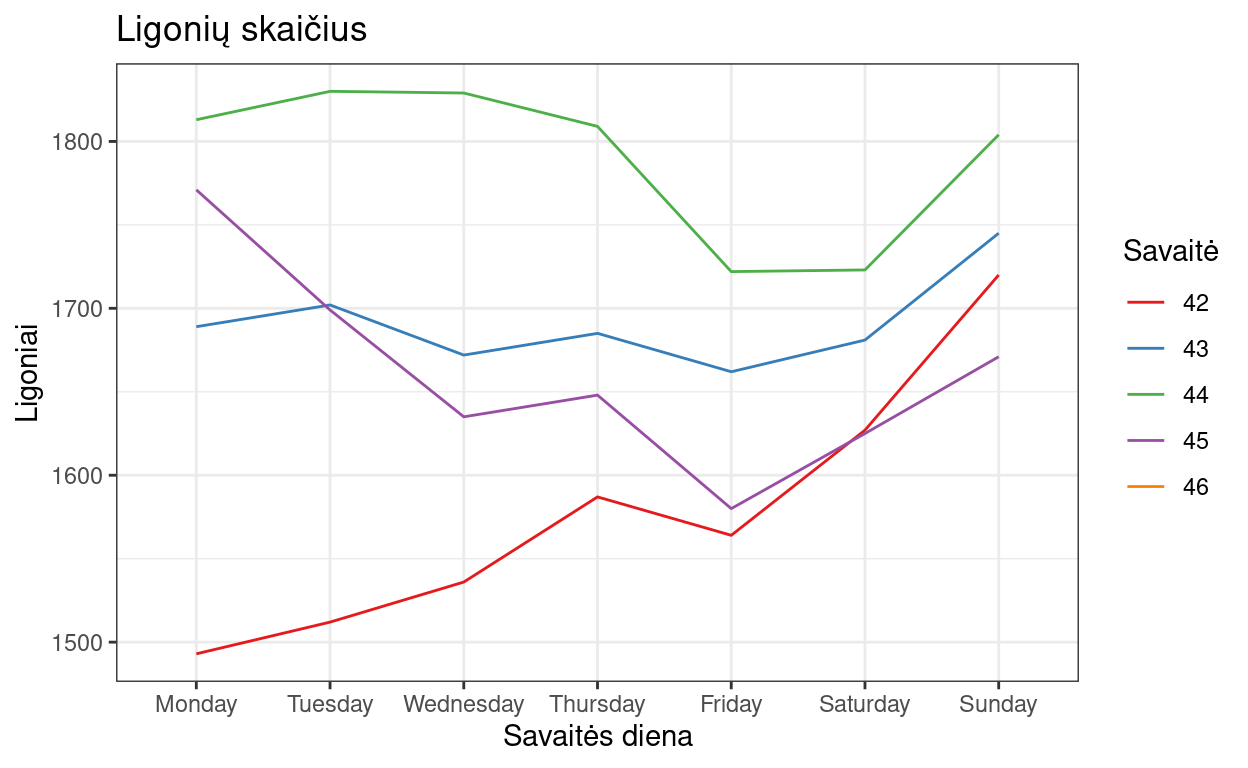 Ligonių skaičius
Ligoniai
1800
1700
1600
1500
Monday Tuesday Wednesday Thursday Friday Saturday Sunday
Savaitės diena
Savaitė
42
43
44
45
46